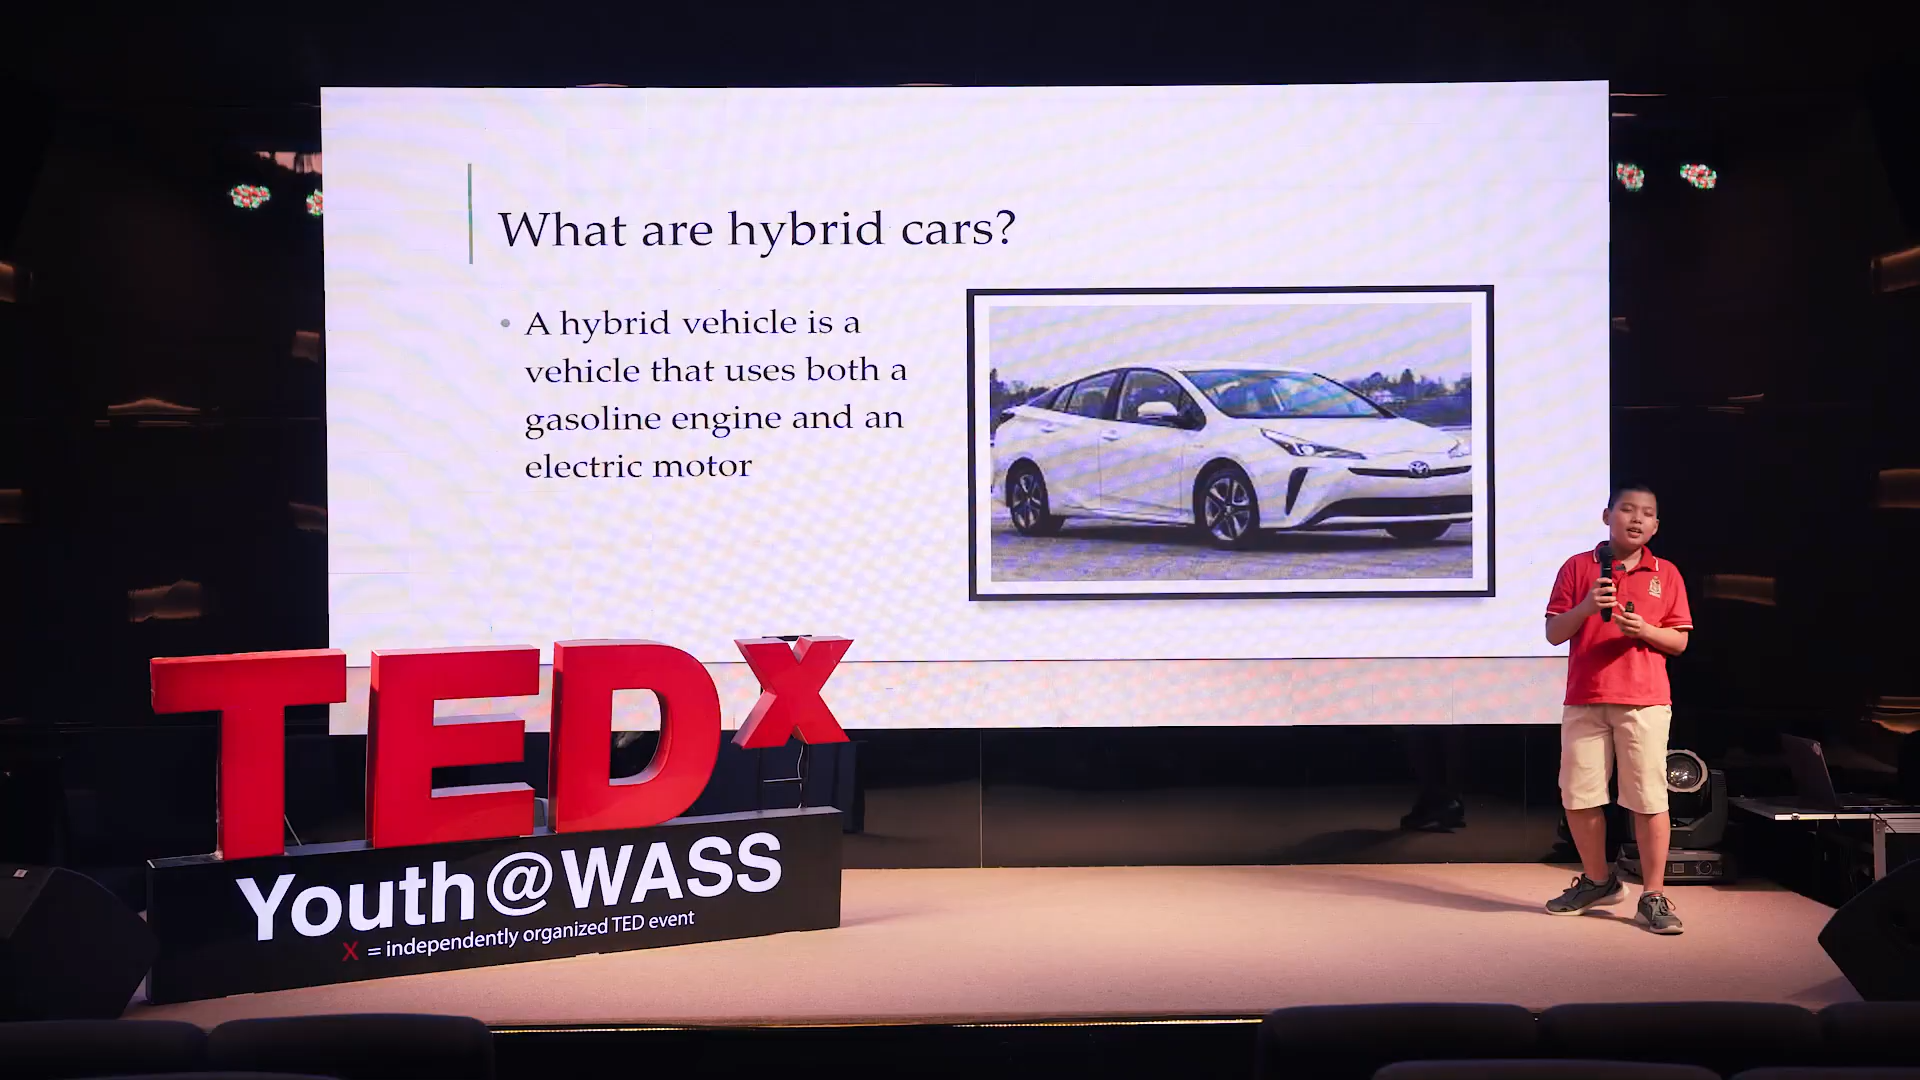 What are hybrid cars?
• A hybrid vehicle is a
vehicle that uses both a
gasoline engine and an
electric motor
TEDx
Youth@WASS
X = independently organized TED event